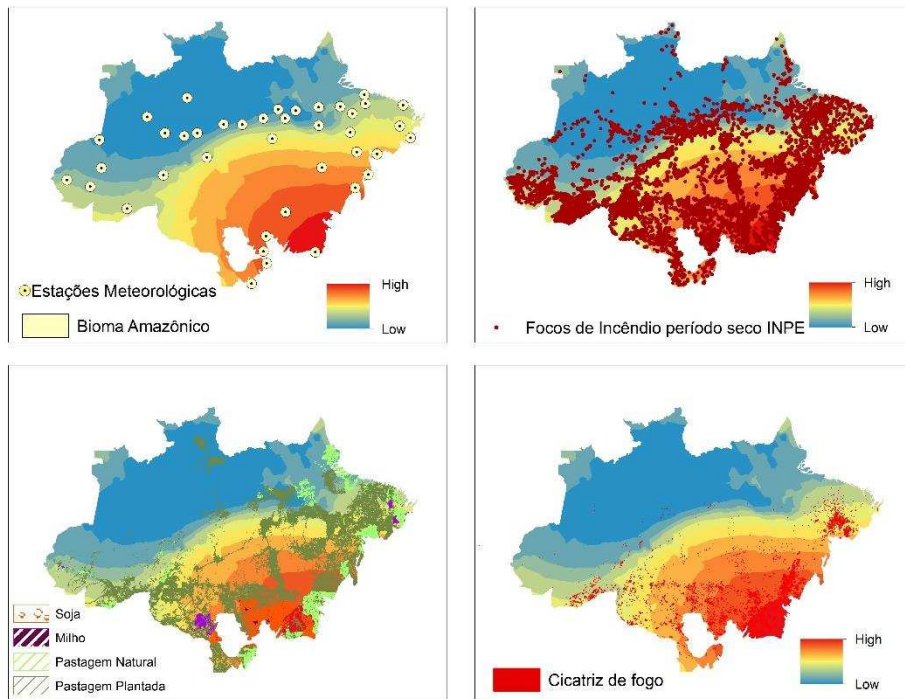 Estações Meteorológicas
Bioma Amazônico
High
Low
Focos de Incêndio período seco INPE
High
Low
Soja
Milho
Pastagem Natural
Pastagem Plantada
Cicatriz de fogo
High
Low